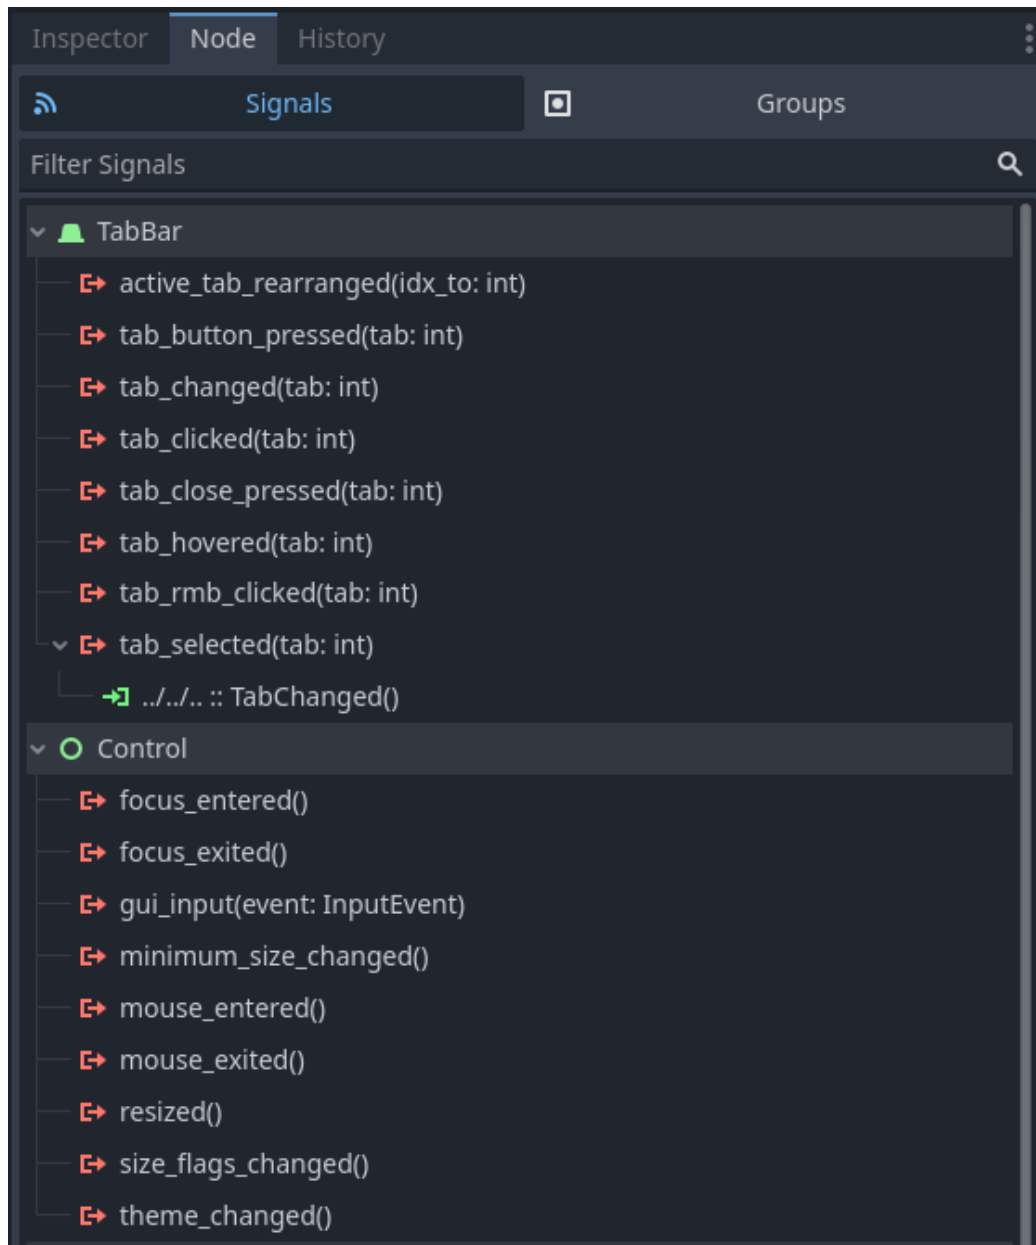 Inspector Node History
Signals Groups
Filter Signals
TabBar
active_tab_rearranged(idx_to: int)
tab_button_pressed(tab: int)
tab_changed(tab: int)
tab_clicked(tab: int)
tab_close_pressed(tab: int)
tab_hovered(tab: int)
tab_rmb_clicked(tab: int)
tab_selected(tab: int)
../../.. :: TabChanged()
Control
focus_entered()
focus_exited()
gui_input(event: InputEvent)
minimum_size_changed()
mouse_entered()
mouse_exited()
resized()
size_flags_changed()
theme_changed()